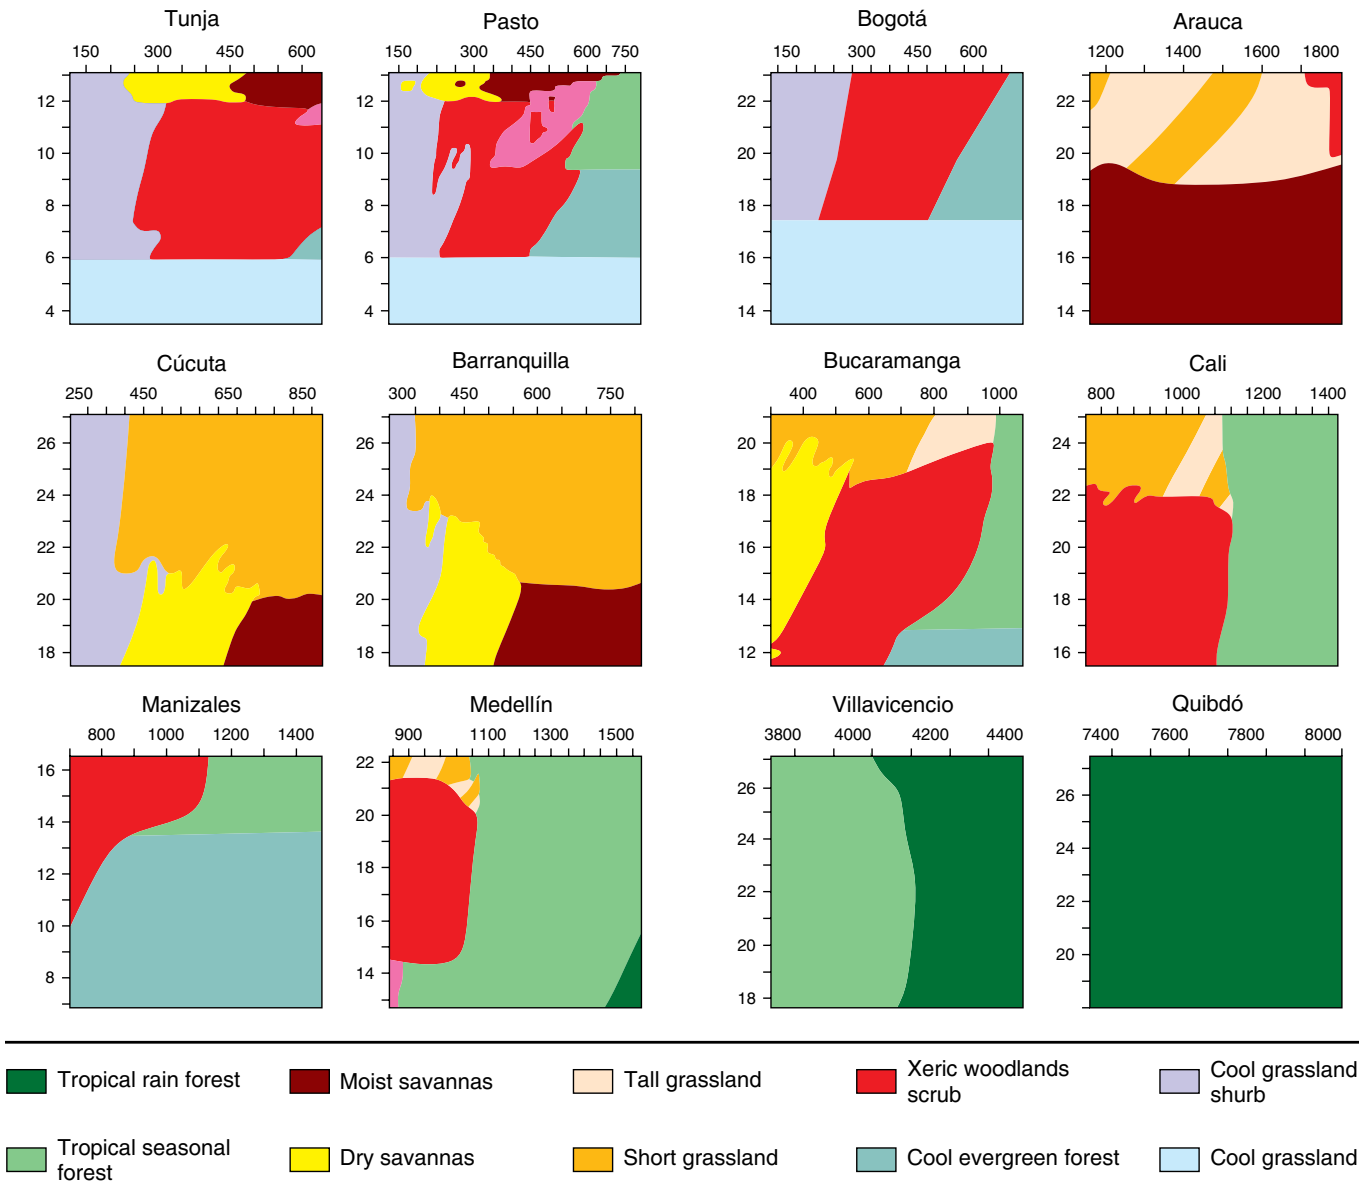 Tunja
150 300 450 600
12
10
8
6
4
Pasto
150 300 450 600 750
12
10
8
6
4
Bogotá
150 300 450 600
22
20
18
16
14
Arauca
1200 1400 1600 1800
22
20
18
16
14
Cúcuta
250 450 650 850
26
24
22
20
18
Barranquilla
300 450 600 750
26
24
22
20
18
Bucaramanga
400 600 800 1000
20
18
16
14
12
Cali
800 1000 1200 1400
24
22
20
18
16
Manizales
800 1000 1200 1400
16
14
12
10
8
Medellín
900 1100 1300 1500
22
20
18
16
14
Villavicencio
3800 4000 4200 4400
26
24
22
20
18
Quibdó
7400 7600 7800 8000
26
24
22
20
Tropical rain forest
Moist savannas
Tall grassland
Xeric woodlands
scrub
Cool grassland
shurb
Tropical seasonal
forest
Dry savannas
Short grassland
Cool evergreen forest
Cool grassland